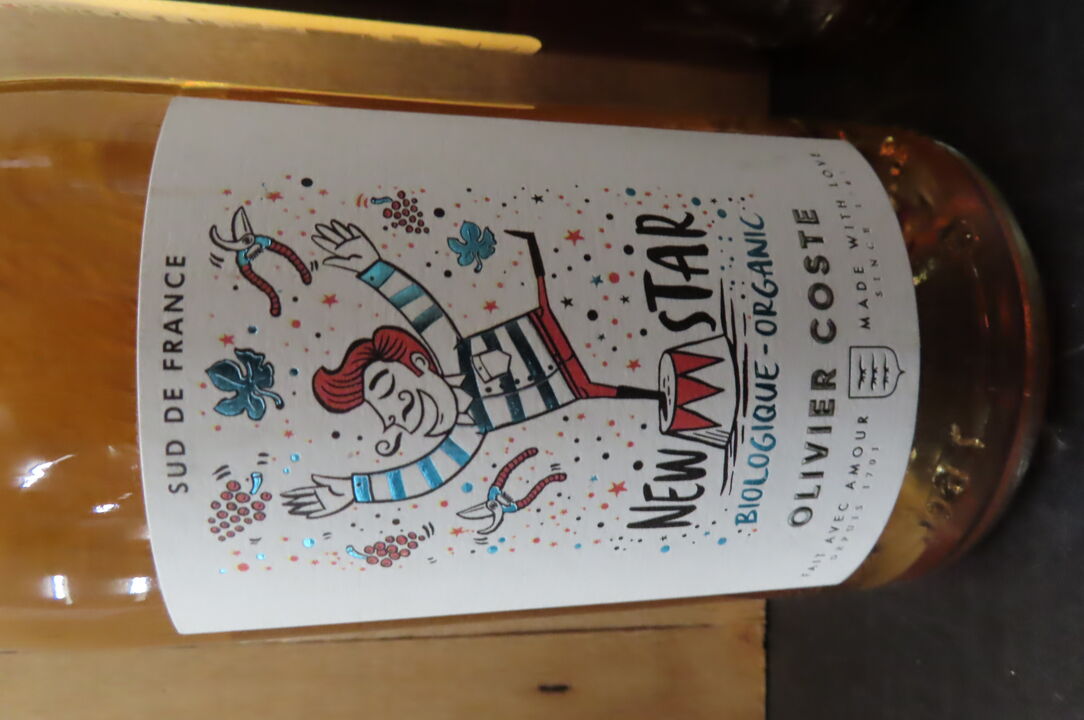 SUD DE FRANCE
NEW STAR
BIOLOGIQUE - ORGANIC
OLIVIER COSTE
FAIT AVEC AMOUR MADE WITH LOVE
DEPUIS 1701 SINCE